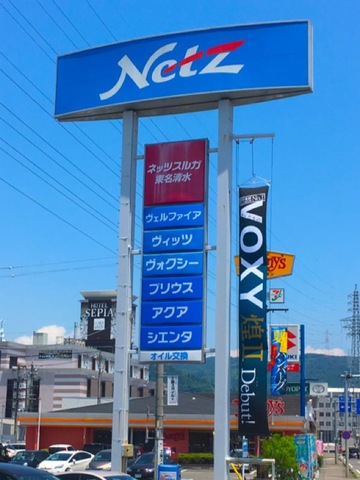 Netz
ネッツスルガ
東名清水
ヴェルファイア
ヴィッツ
ヴォクシー
プリウス
アクア
シエンタ
オイル交換
VOXY 煌II Debut!
HOTEL
SEPIA